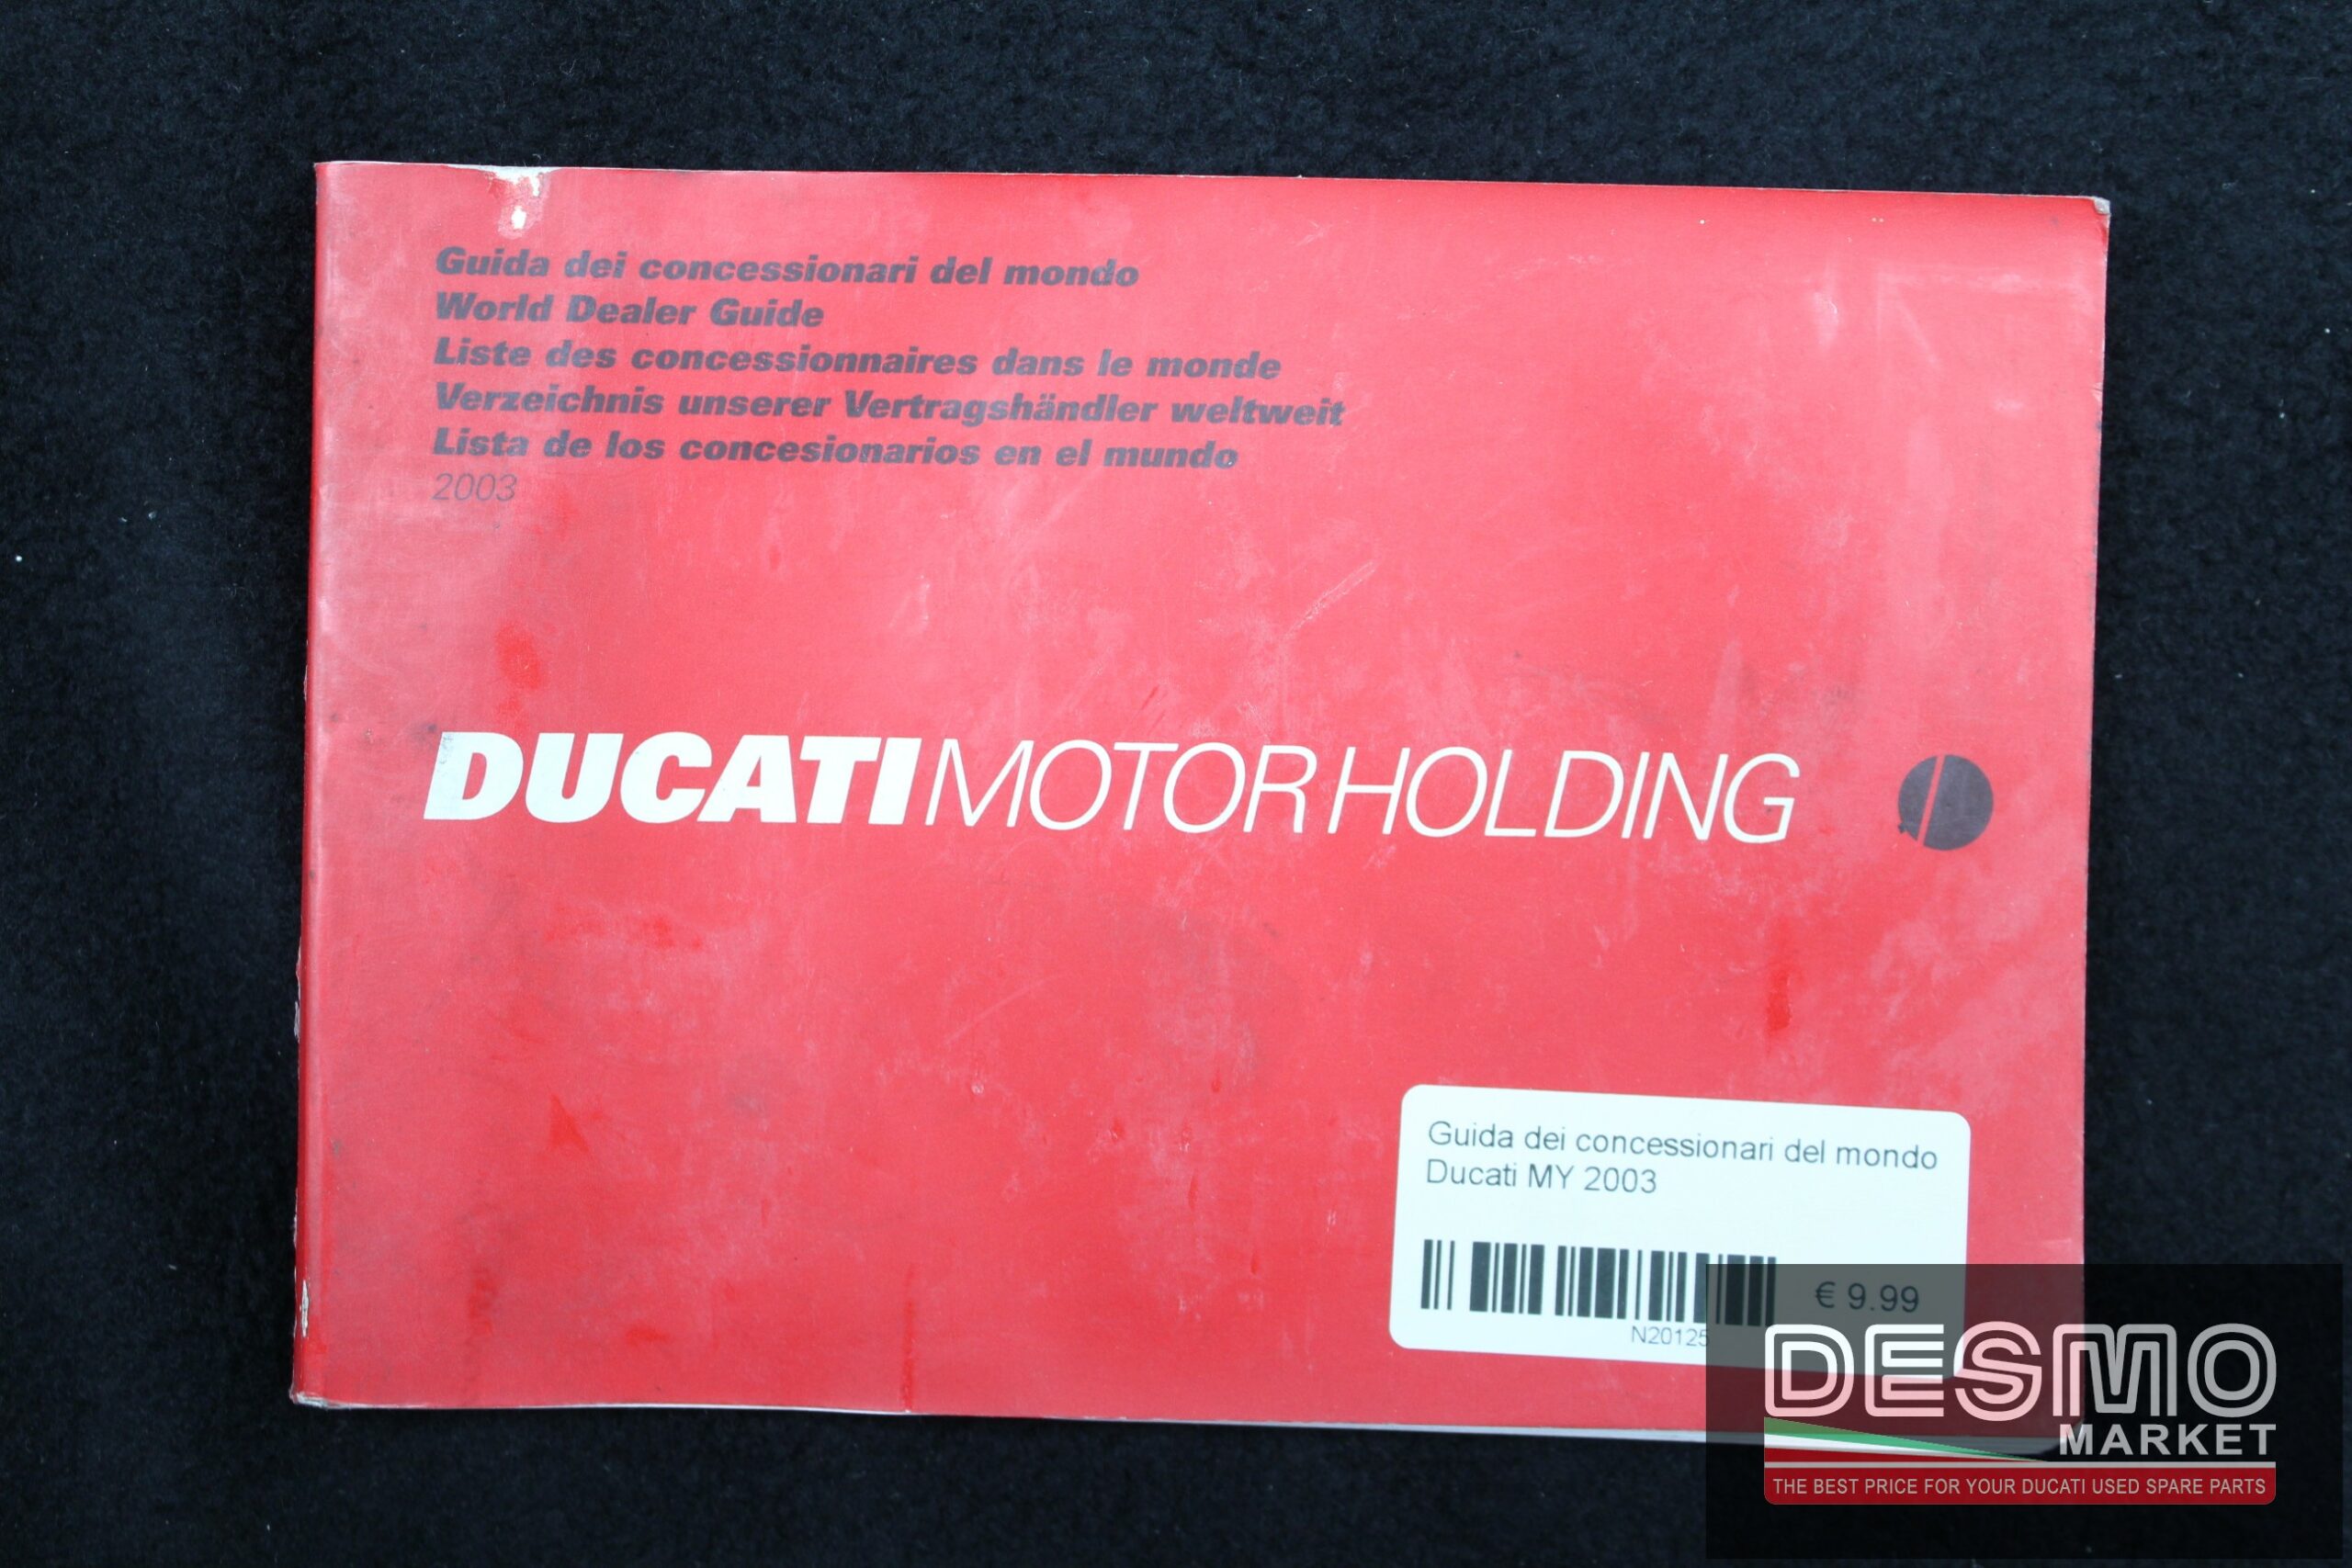 Guida dei concessionari del mondo
World Dealer Guide
Liste des concessionnaires dans le monde
Verzeichnis unserer Vertragshändler weltweit
Lista de los concesionarios en el mundo
2003
DUCATIMOTORHOLDING
Guida dei concessionari del mondo
Ducati MY 2003
€ 9.99
N20125
DESMO
MARKET
THE BEST PRICE FOR YOUR DUCATI USED SPARE PARTS